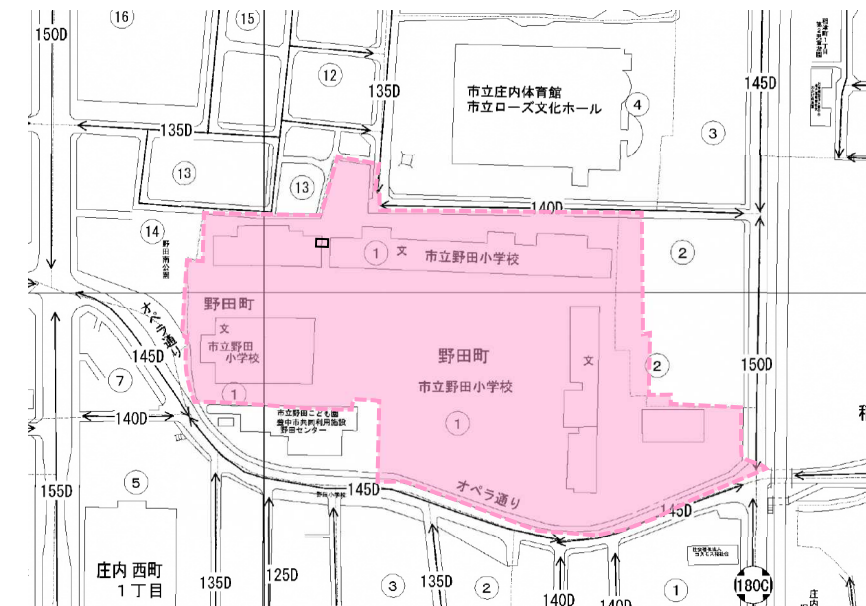 16
15
150D
12
135D
145D
市立庄内体育館
市立ローズ文化ホール
4
3
135D
13
13
140D
14
野田南公園
1
文
市立野田小学校
2
野田町
オペラ通り
文
市立野田
小学校
145D
野田町
市立野田小学校
文
2
150D
7
1
1
140D
市立野田こども園
豊中市共同利用施設
野田センター
5
155D
145D
野田小学校
オペラ通り
145D
庄内西町
1丁目
135D
125D
3
135D
2
140D
140D
1
180C
庄内